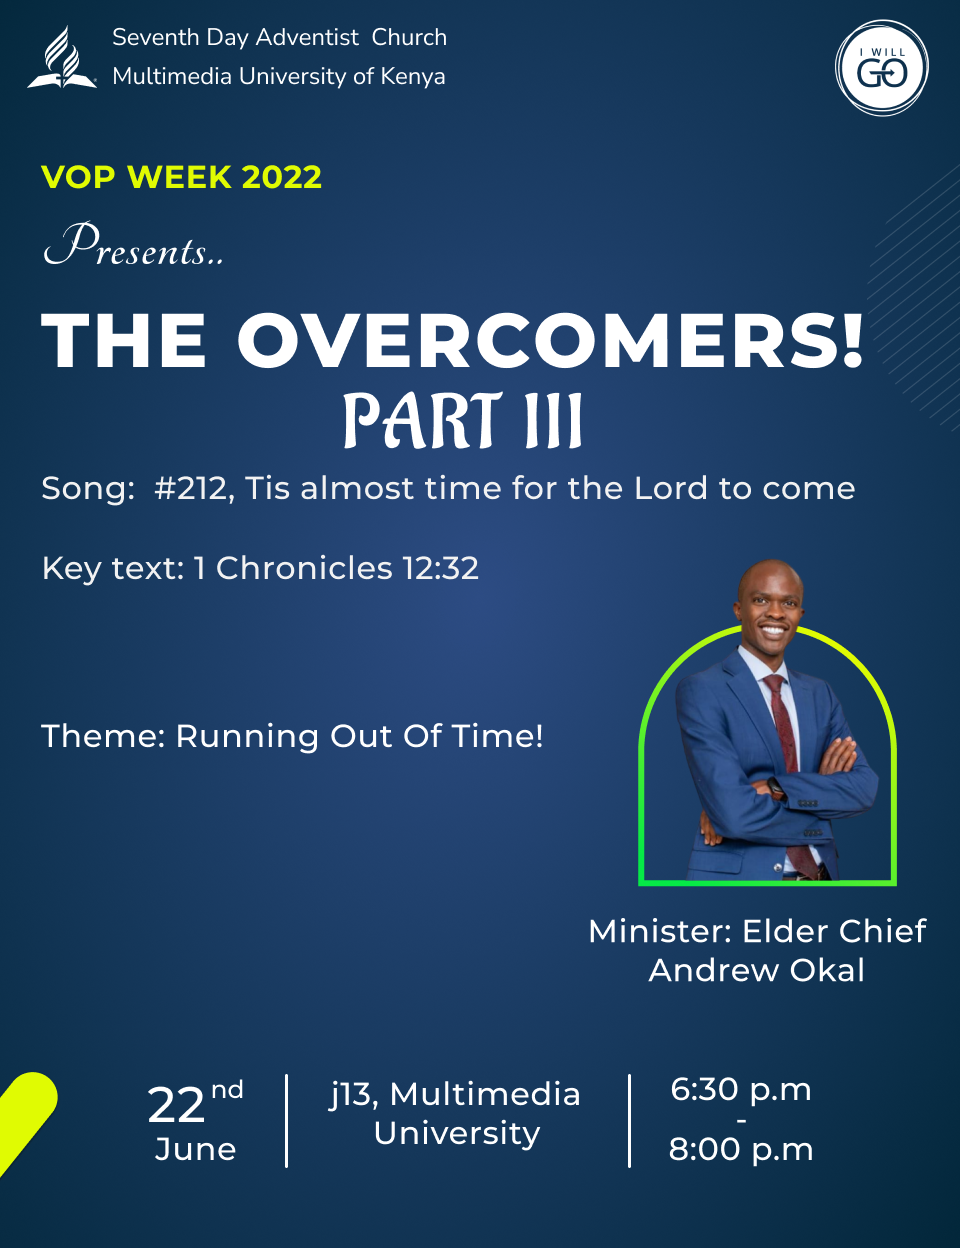 Seventh Day Adventist Church
Multimedia University of Kenya
I WILL
GO
VOP WEEK 2022
Presents..
THE OVERCOMERS!
PART III
Song: #212, Tis almost time for the Lord to come
Key text: 1 Chronicles 12:32
Theme: Running Out Of Time!
Minister: Elder Chief
Andrew Okal
22nd
June
j13, Multimedia
University
6:30 p.m
-
8:00 p.m